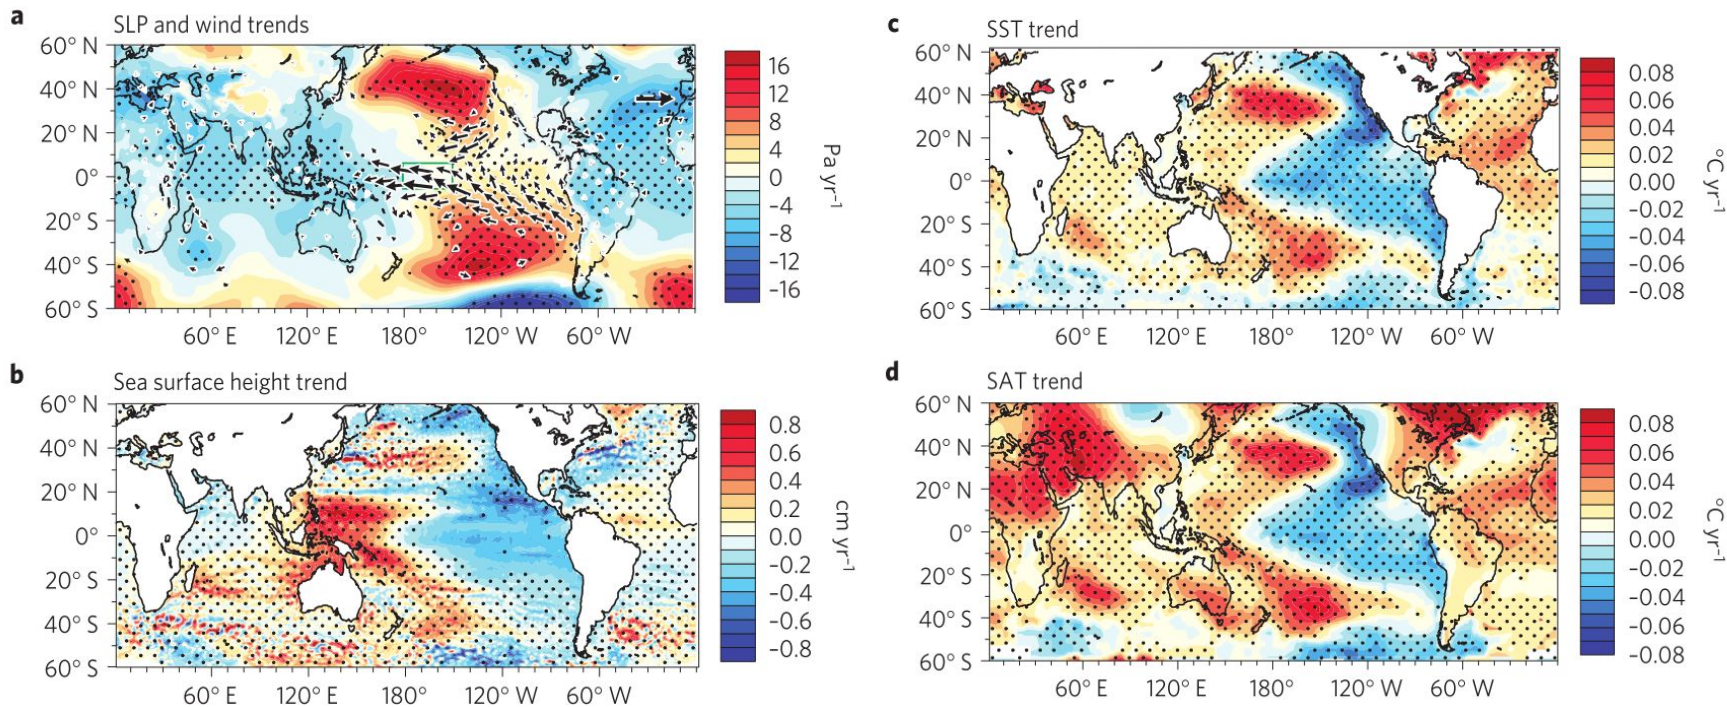 a
SLP and wind trends
60° N
40° N
20° N
0°
20° S
40° S
60° S
60° E 120° E 180° 120° W 60° W
16
12
8
4
0
−4
−8
−12
−16
Pa yr⁻¹
c
SST trend
60° N
40° N
20° N
0°
20° S
40° S
60° S
60° E 120° E 180° 120° W 60° W
0.08
0.06
0.04
0.02
0.00
−0.02
−0.04
−0.06
−0.08
°C yr⁻¹
b
Sea surface height trend
60° N
40° N
20° N
0°
20° S
40° S
60° S
60° E 120° E 180° 120° W 60° W
0.8
0.6
0.4
0.2
0.0
−0.2
−0.4
−0.6
−0.8
cm yr⁻¹
d
SAT trend
60° N
40° N
20° N
0°
20° S
40° S
60° S
60° E 120° E 180° 120° W 60° W
0.08
0.06
0.04
0.02
0.00
−0.02
−0.04
−0.06
−0.08
°C yr⁻¹